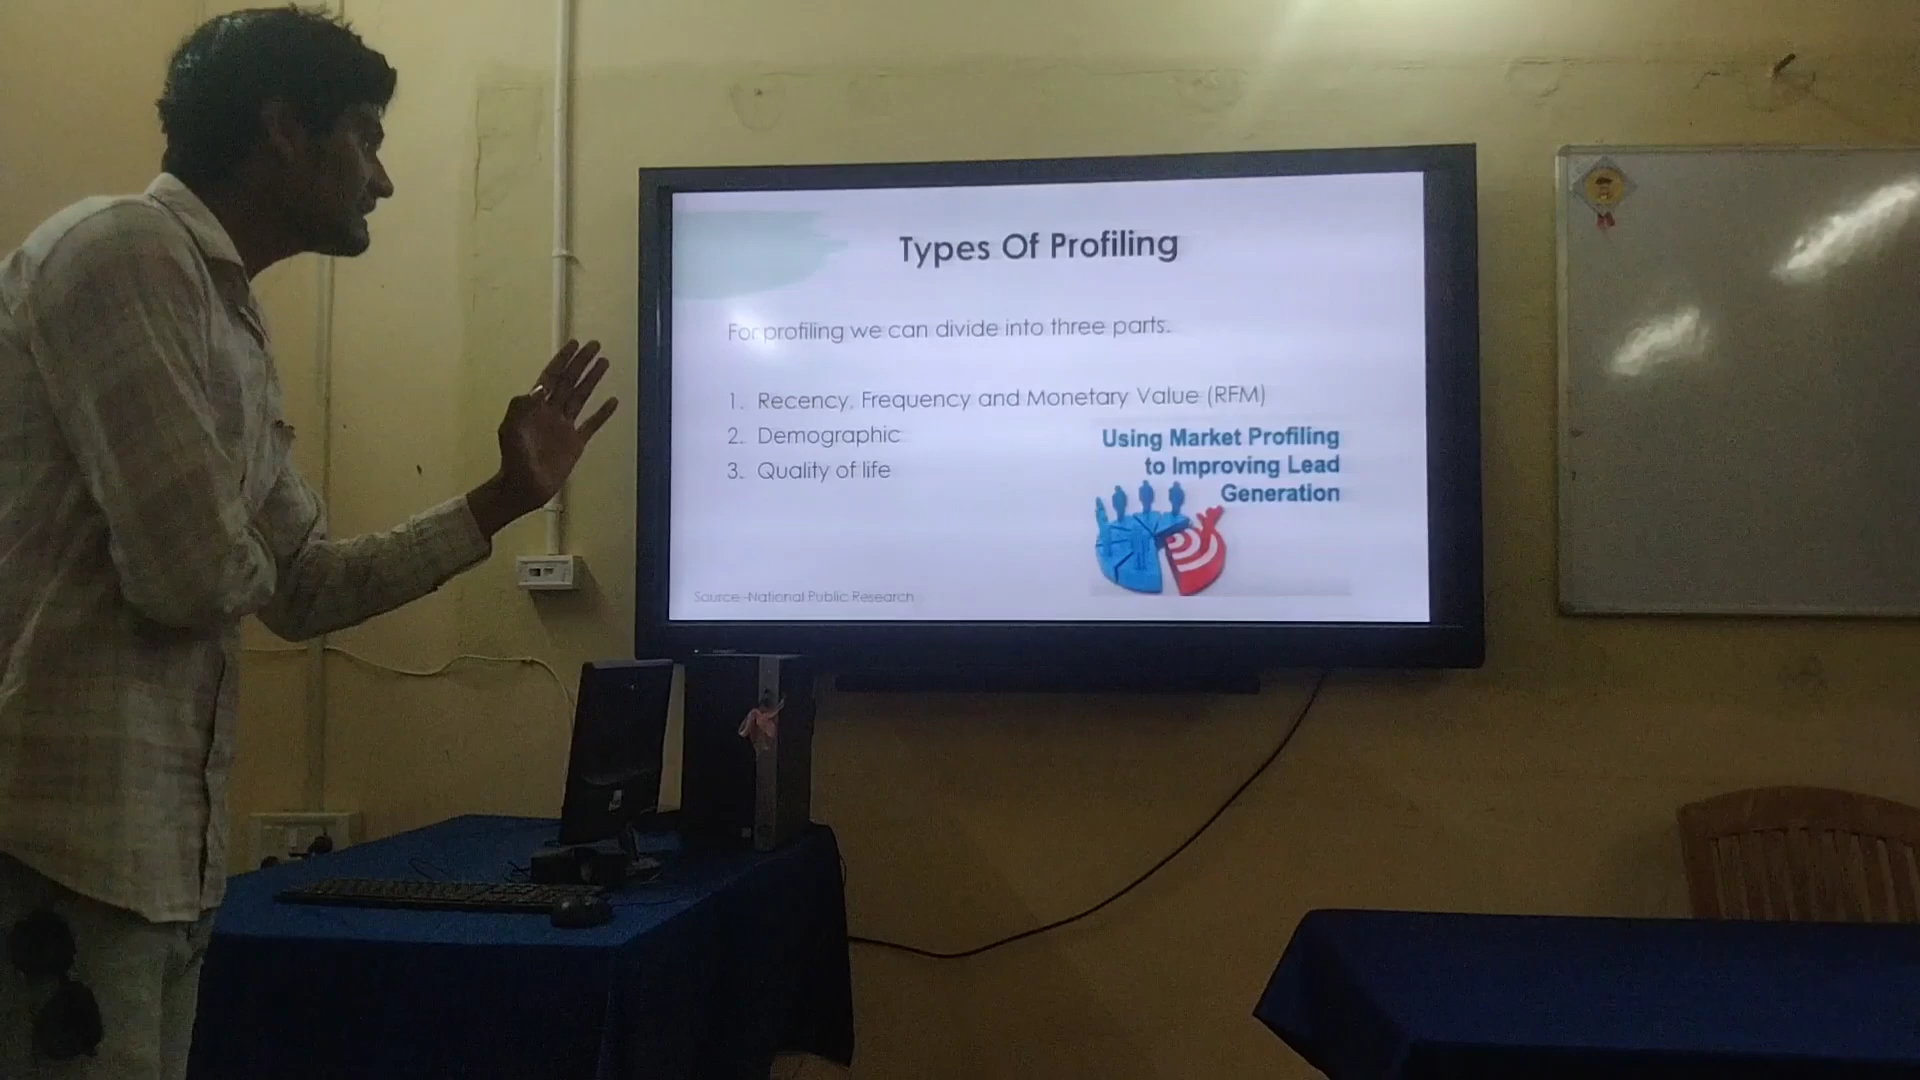 Types Of Profiling
For profiling we can divide into three parts.
1. Recency, Frequency and Monetary Value (RFM)
2. Demographic
3. Quality of life
Using Market Profiling
to Improving Lead
Generation
Source -National Public Research